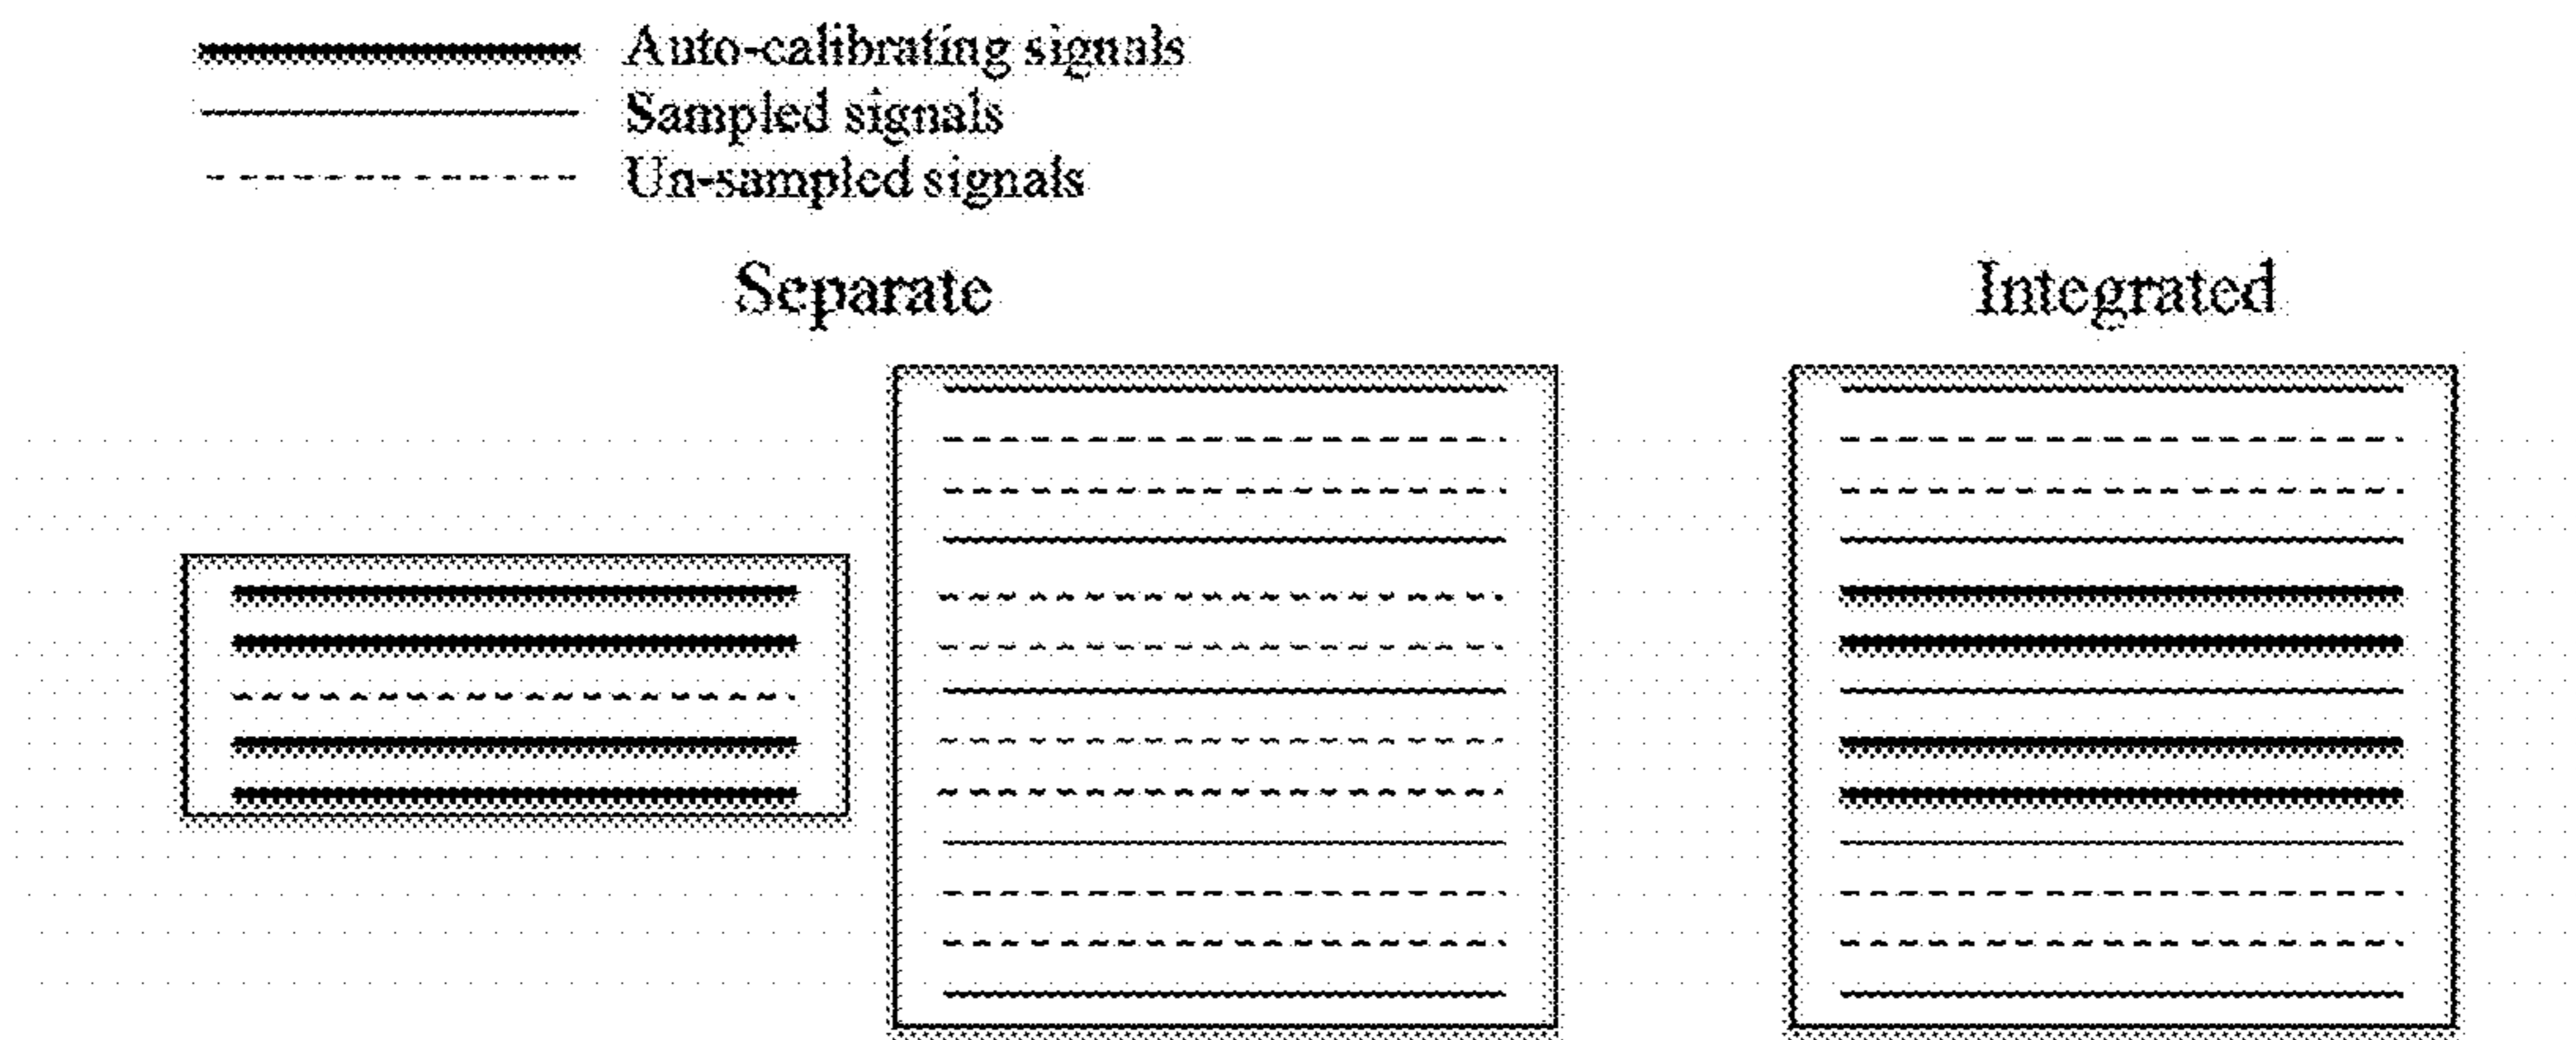 Auto-calibrating signals
Sampled signals
Un-sampled signals
Separate
Integrated